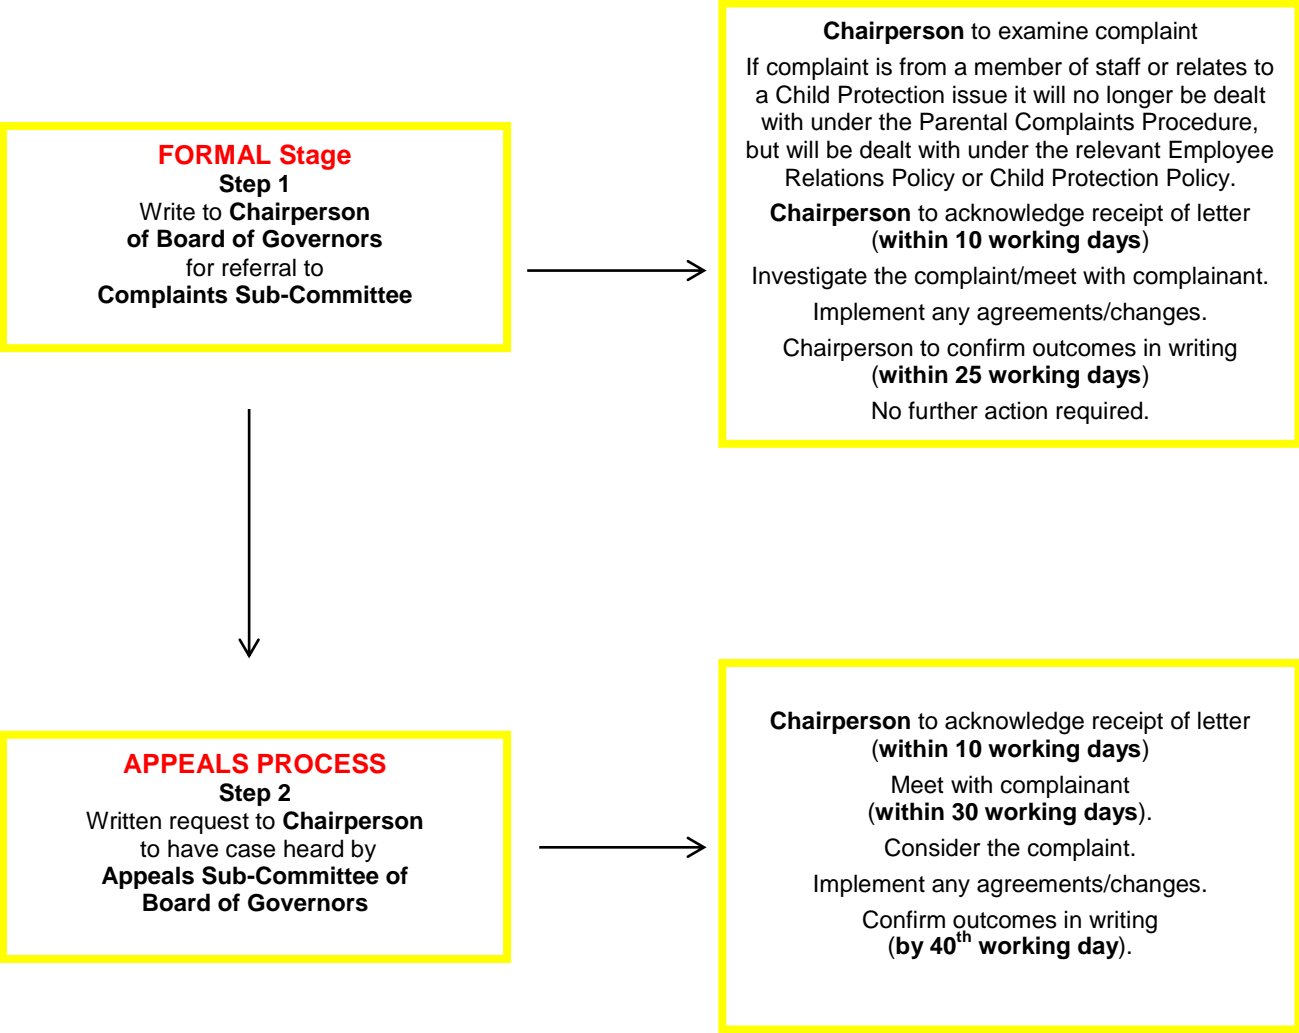 FORMAL Stage
Step 1
Write to Chairperson
of Board of Governors
for referral to
Complaints Sub-Committee
Chairperson to examine complaint
If complaint is from a member of staff or relates to
a Child Protection issue it will no longer be dealt
with under the Parental Complaints Procedure,
but will be dealt with under the relevant Employee
Relations Policy or Child Protection Policy.
Chairperson to acknowledge receipt of letter
(within 10 working days)
Investigate the complaint/meet with complainant.
Implement any agreements/changes.
Chairperson to confirm outcomes in writing
(within 25 working days)
No further action required.
APPEALS PROCESS
Step 2
Written request to Chairperson
to have case heard by
Appeals Sub-Committee of
Board of Governors
Chairperson to acknowledge receipt of letter
(within 10 working days)
Meet with complainant
(within 30 working days).
Consider the complaint.
Implement any agreements/changes.
Confirm outcomes in writing
(by 40th working day).